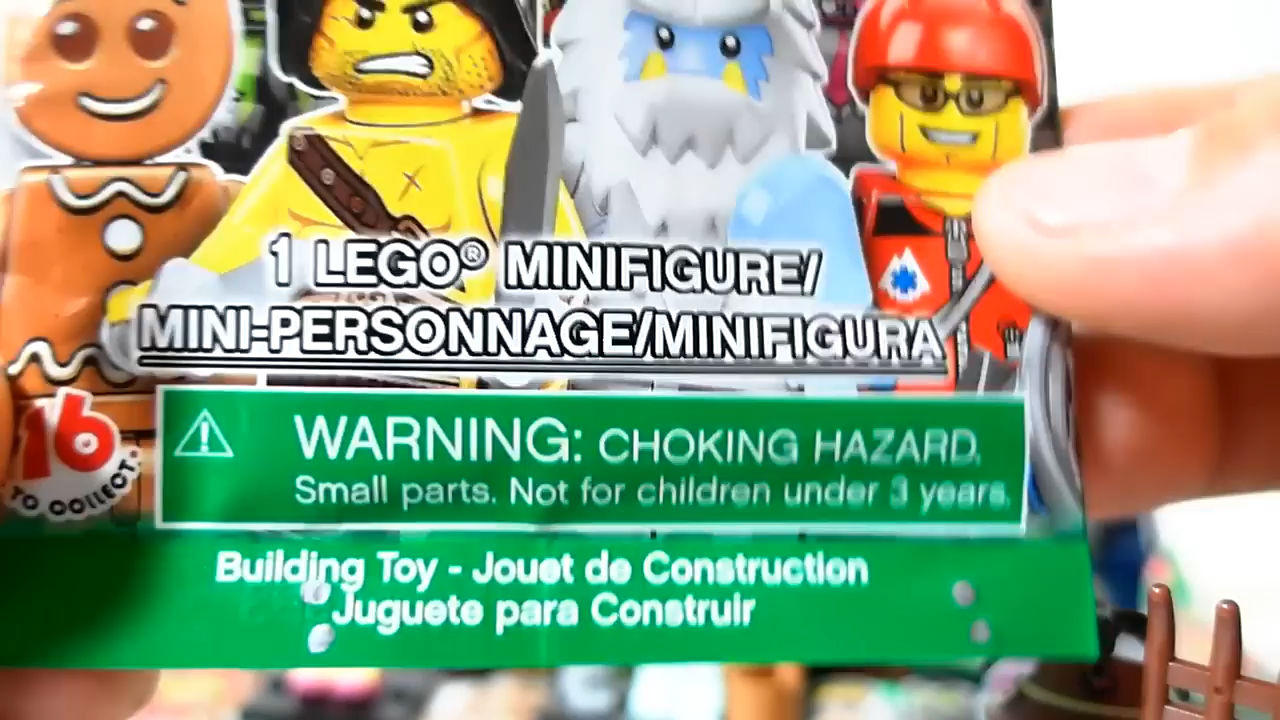 1 LEGO® MINIFIGURE/
MINI-PERSONNAGE/MINIFIGURA
16
TO COLLECT.
WARNING: CHOKING HAZARD.
Small parts. Not for children under 3 years.
Building Toy - Jouet de Construction
Juguete para Construir